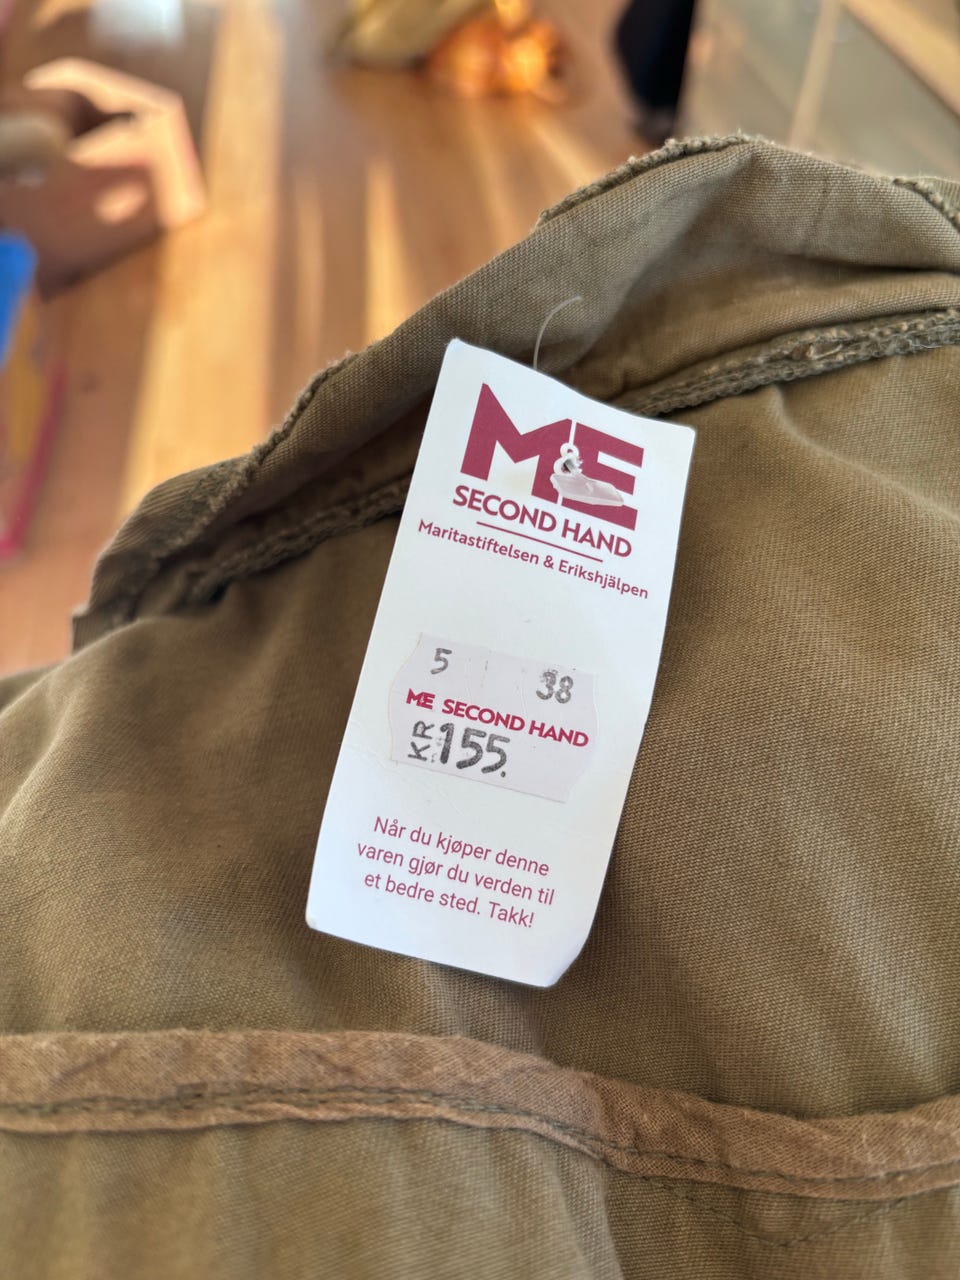 M&E
SECOND HAND
Maritastiftelsen & Erikshjälpen
5 38
ME SECOND HAND
KR 155.
Når du kjøper denne
varen gjør du verden til
et bedre sted. Takk!